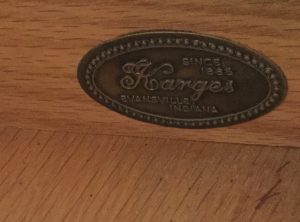 SINCE
1886
Karges
EVANSVILLE
INDIANA